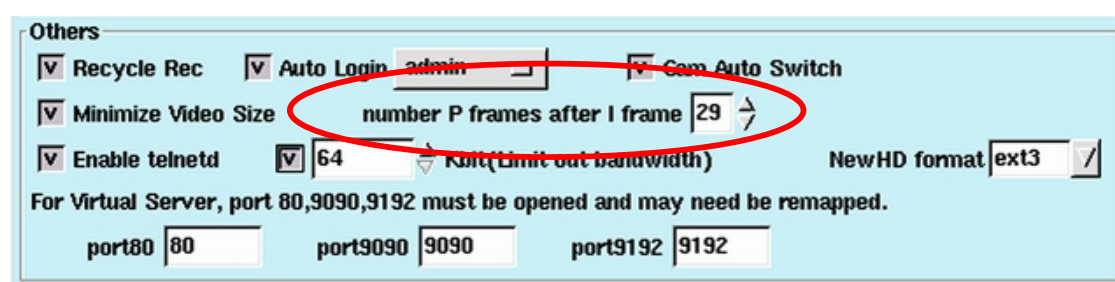 Others
Recycle Rec Auto Login admin Cam Auto Switch
Minimize Video Size number P frames after I frame 29
Enable telnetd 64 Kbit(Limit out bandwidth) NewHD format ext3
For Virtual Server, port 80,9090,9192 must be opened and may need be remapped.
port80 80 port9090 9090 port9192 9192